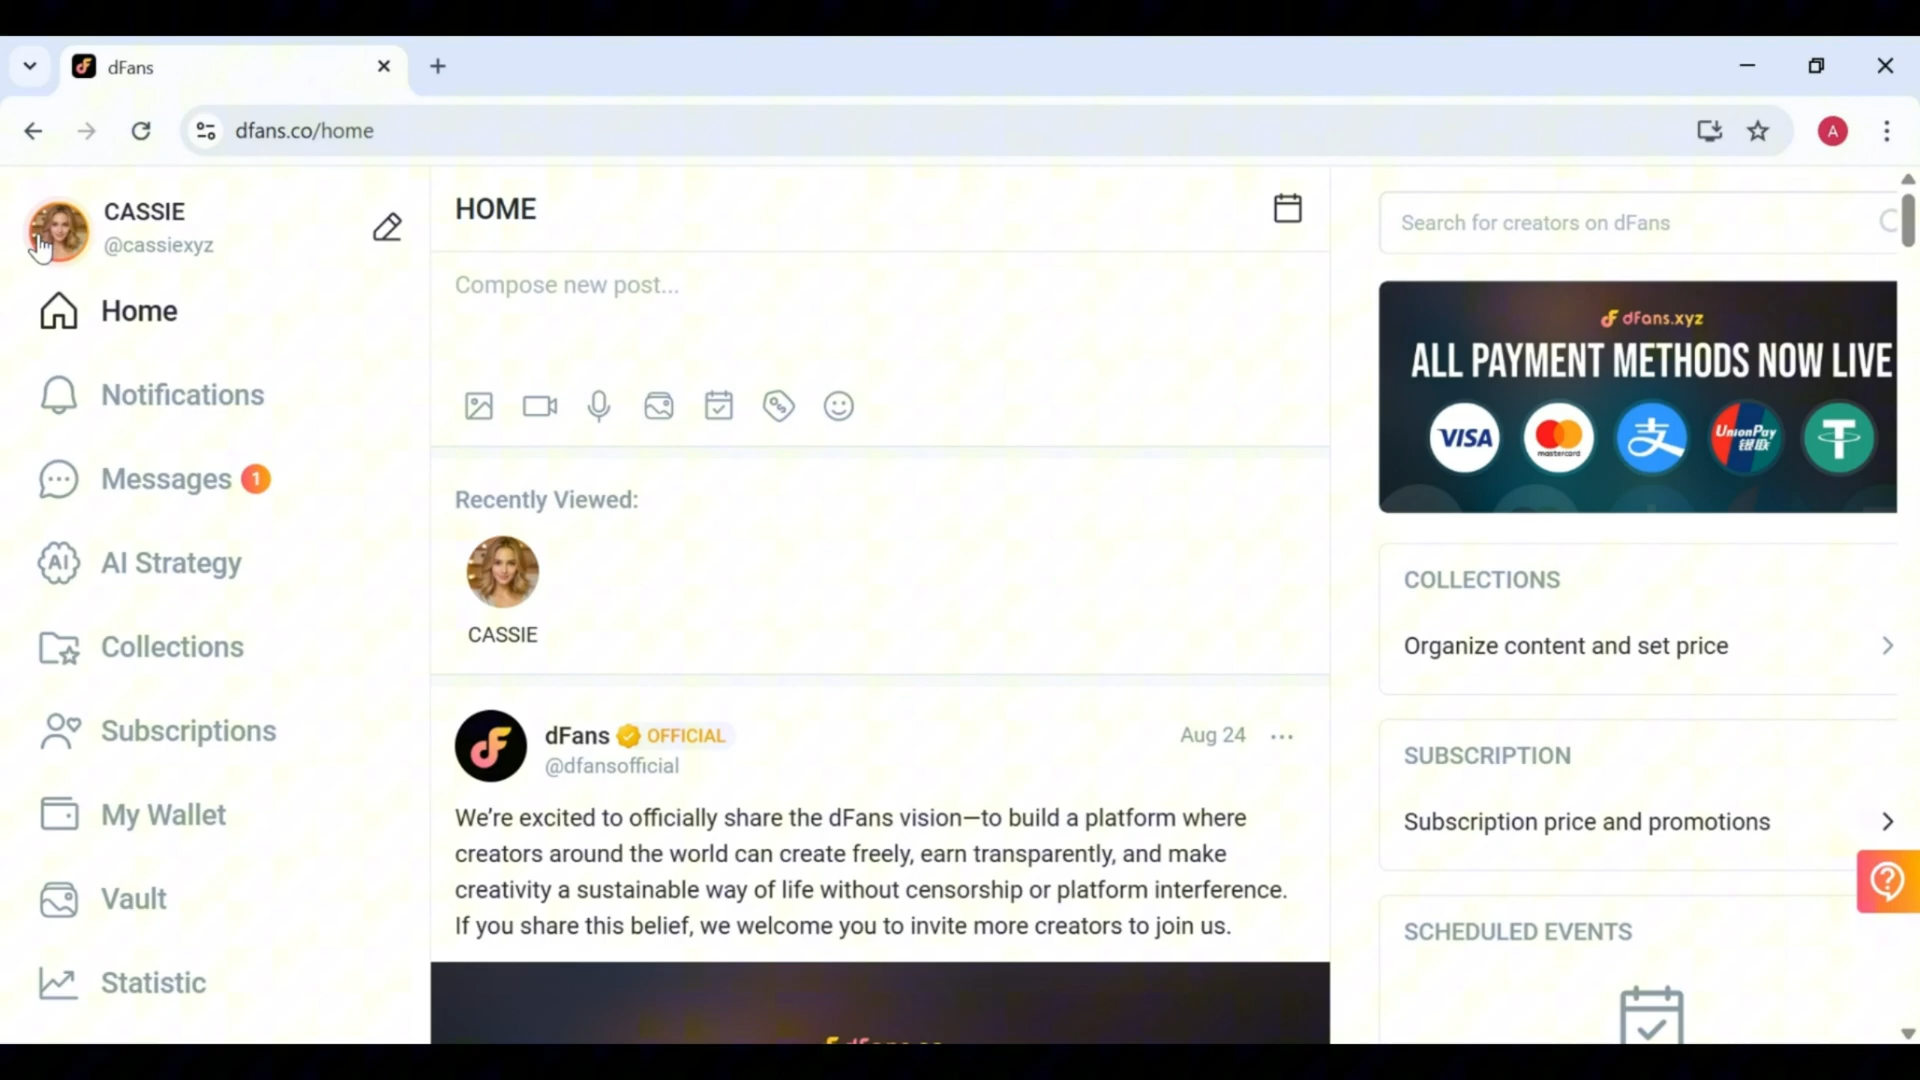 dFans
dfans.co/home
A
CASSIE
@cassiexyz
Home
Notifications
Messages 1
AI Strategy
Collections
Subscriptions
My Wallet
Vault
Statistic
HOME
Compose new post...
Recently Viewed:
CASSIE
dFans OFFICIAL
@dfansofficial
Aug 24
We're excited to officially share the dFans vision—to build a platform where
creators around the world can create freely, earn transparently, and make
creativity a sustainable way of life without censorship or platform interference.
If you share this belief, we welcome you to invite more creators to join us.
Search for creators on dFans
dFans.xyz
ALL PAYMENT METHODS NOW LIVE
VISA
mastercard
支
UnionPay
银联
COLLECTIONS
Organize content and set price
SUBSCRIPTION
Subscription price and promotions
SCHEDULED EVENTS